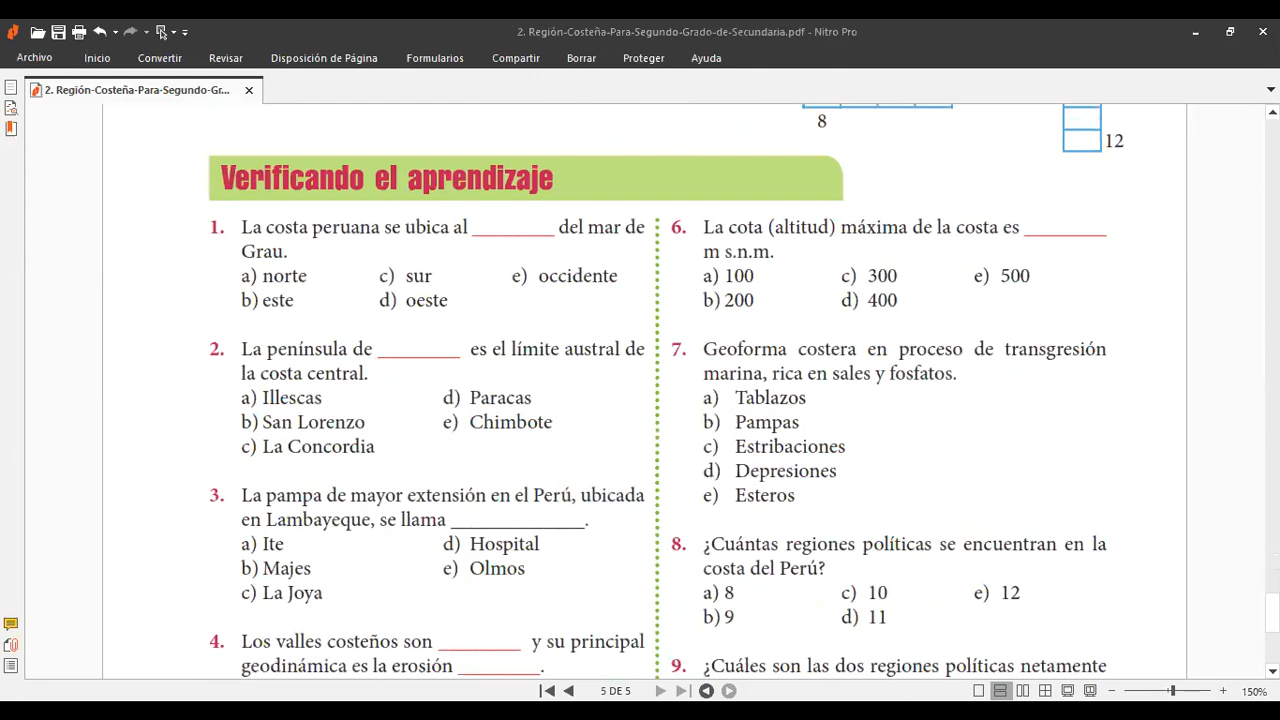 2. Región-Costeña-Para-Segundo-Grado-de-Secundaria.pdf - Nitro Pro
Archivo Inicio Convertir Revisar Disposición de Página Formularios Compartir Borrar Proteger Ayuda
2. Región-Costeña-Para-Segundo-Gr...
8
12
Verificando el aprendizaje
1. La costa peruana se ubica al ________ del mar de
Grau.
a) norte c) sur e) occidente
b) este d) oeste
2. La península de ________ es el límite austral de
la costa central.
a) Illescas d) Paracas
b) San Lorenzo e) Chimbote
c) La Concordia
3. La pampa de mayor extensión en el Perú, ubicada
en Lambayeque, se llama _____________.
a) Ite d) Hospital
b) Majes e) Olmos
c) La Joya
4. Los valles costeños son ________ y su principal
geodinámica es la erosión ________.
6. La cota (altitud) máxima de la costa es ________
m s.n.m.
a) 100 c) 300 e) 500
b) 200 d) 400
7. Geoforma costera en proceso de transgresión
marina, rica en sales y fosfatos.
a) Tablazos
b) Pampas
c) Estribaciones
d) Depresiones
e) Esteros
8. ¿Cuántas regiones políticas se encuentran en la
costa del Perú?
a) 8 c) 10 e) 12
b) 9 d) 11
9. ¿Cuáles son las dos regiones políticas netamente
5 DE 5
150%